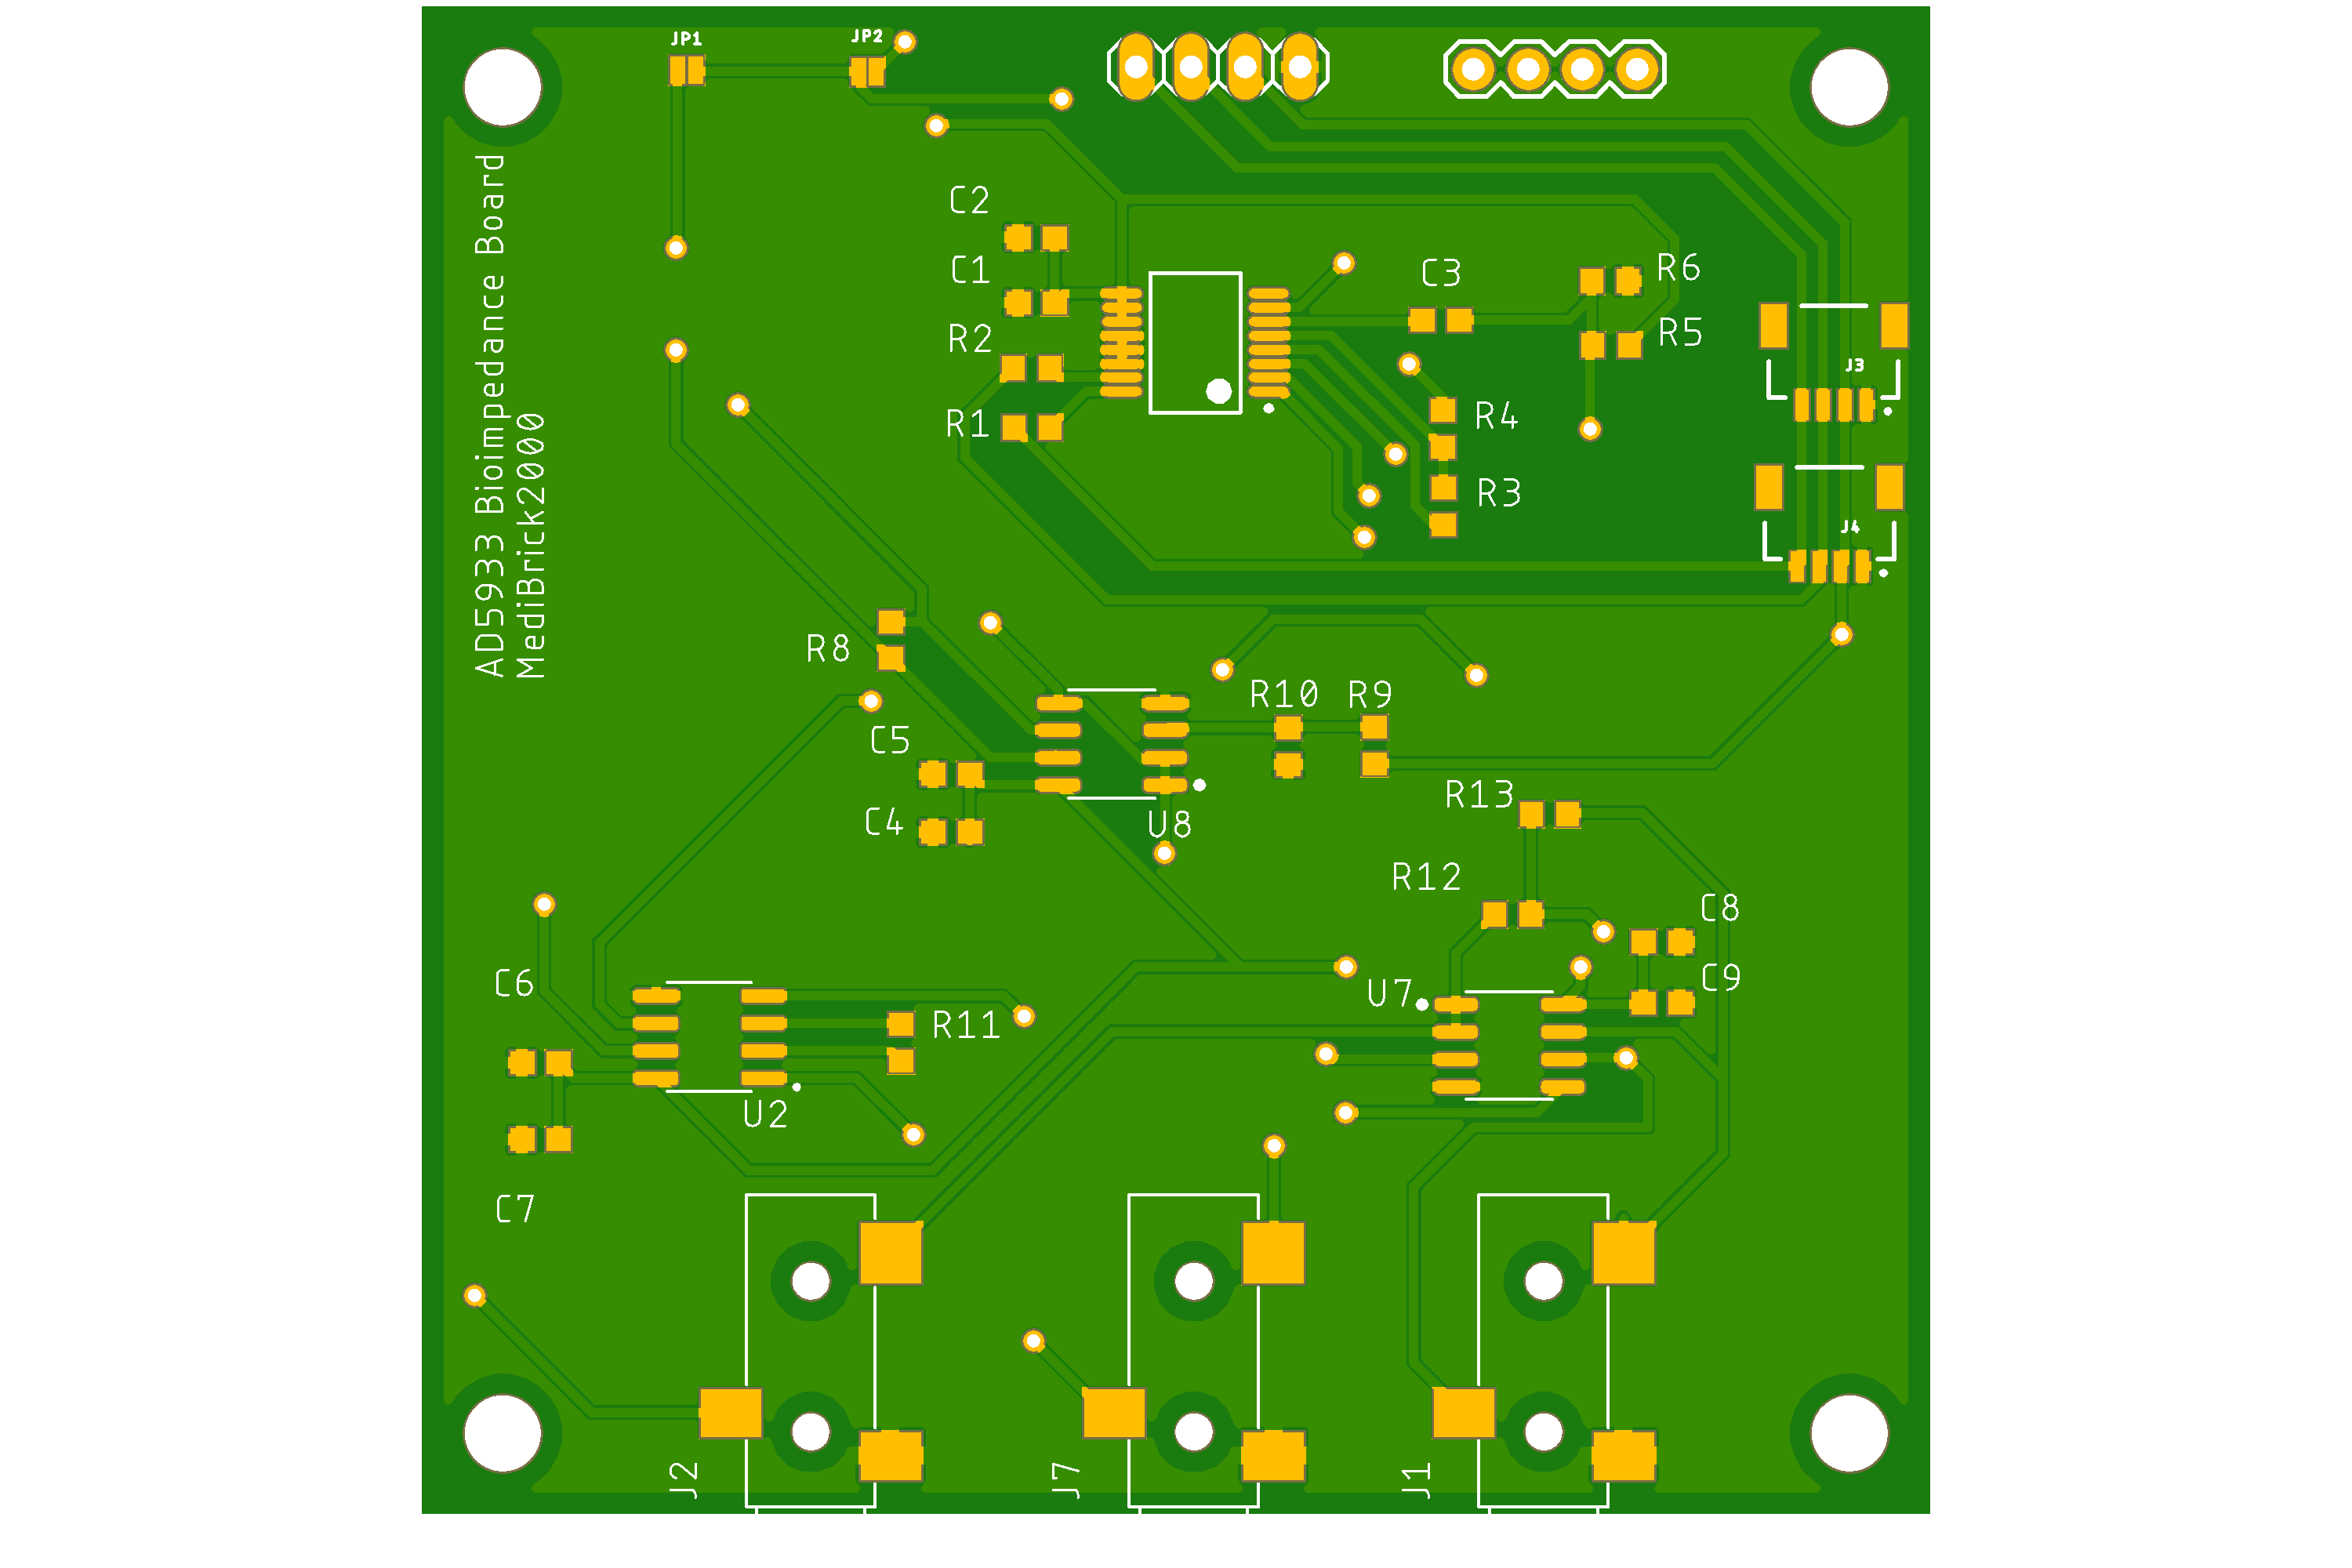 JP1
JP2
AD5933 Bioimpedance Board
MediBrick2000
C2
C1
R2
R1
C3
R6
R5
J3
R4
R3
J4
R8
R10
R9
C5
C4
U8
R13
R12
C8
C9
C6
U7
R11
U2
C7
J2
J7
J1